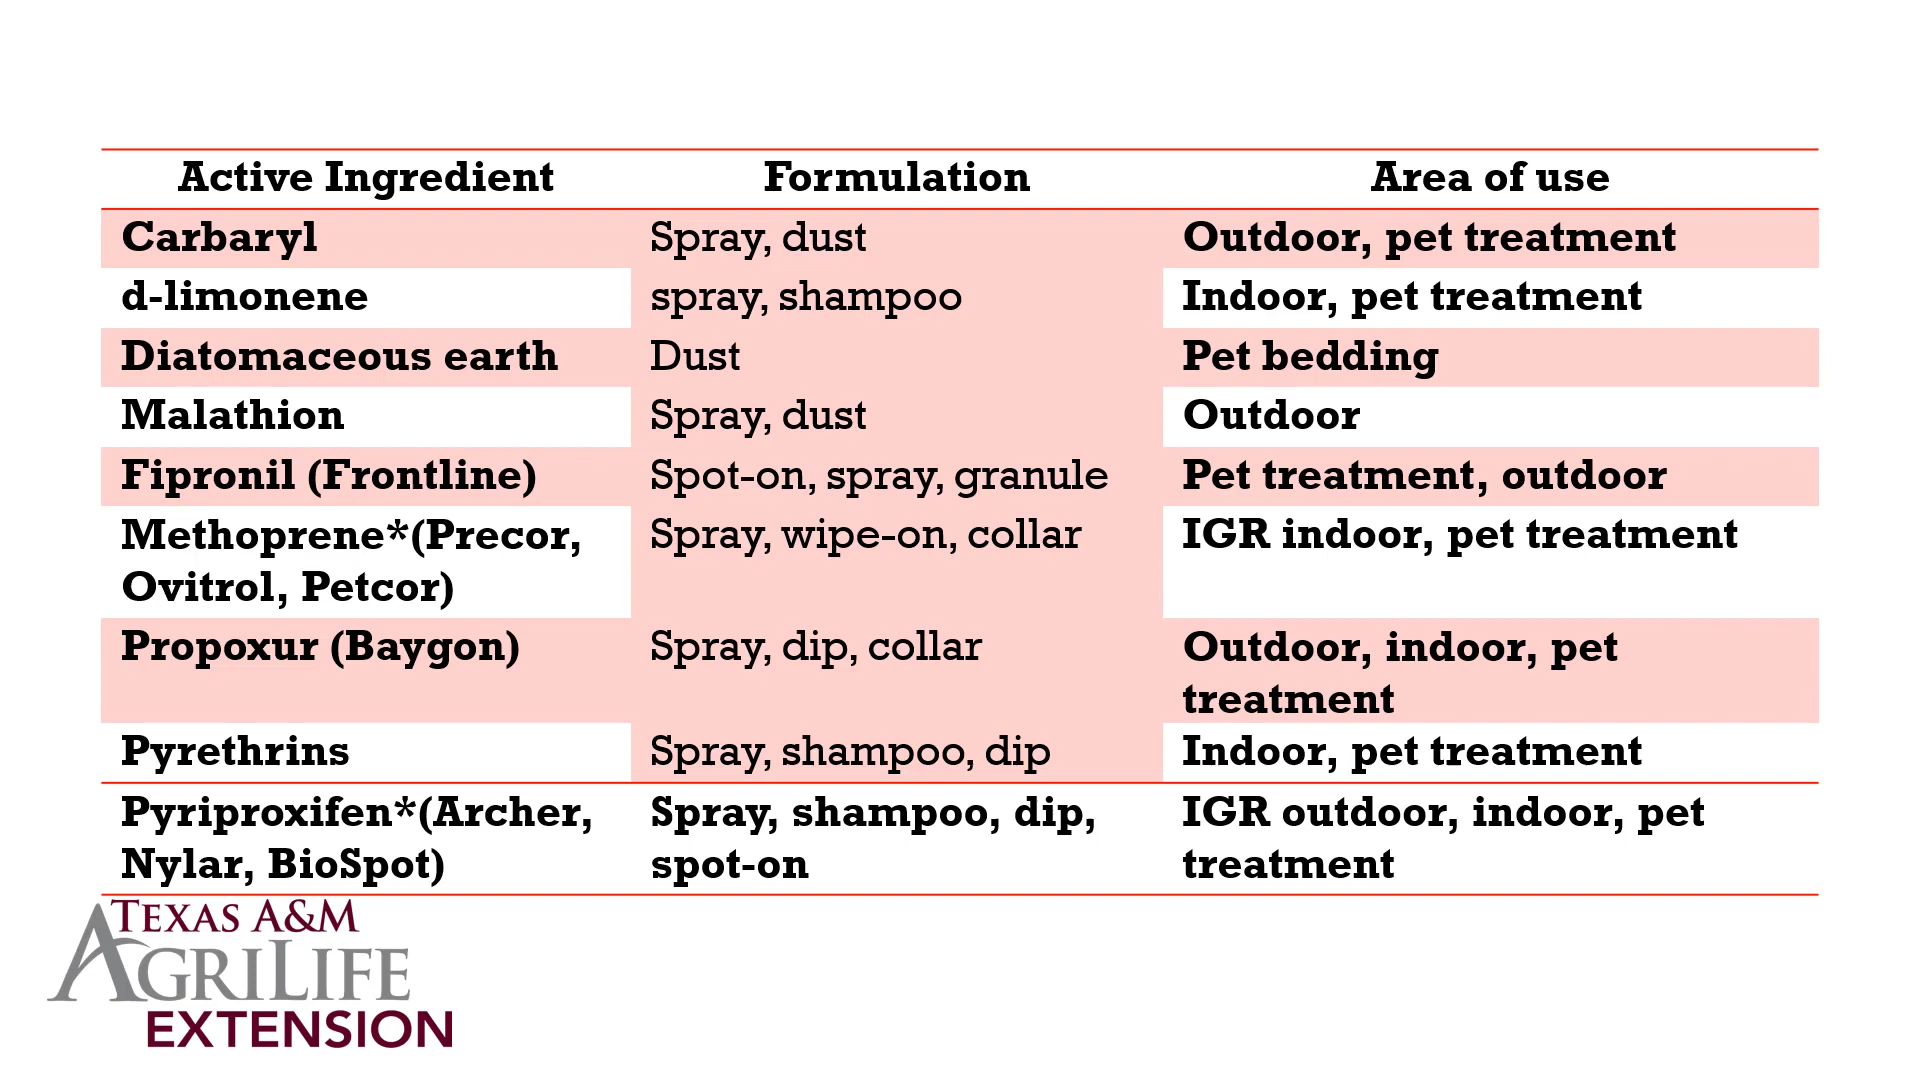 Active Ingredient Formulation Area of use
Carbaryl Spray, dust Outdoor, pet treatment
d-limonene spray, shampoo Indoor, pet treatment
Diatomaceous earth Dust Pet bedding
Malathion Spray, dust Outdoor
Fipronil (Frontline) Spot-on, spray, granule Pet treatment, outdoor
Methoprene*(Precor, Spray, wipe-on, collar IGR indoor, pet treatment
Ovitrol, Petcor)
Propoxur (Baygon) Spray, dip, collar Outdoor, indoor, pet
treatment
Pyrethrins Spray, shampoo, dip Indoor, pet treatment
Pyriproxifen*(Archer, Spray, shampoo, dip, IGR outdoor, indoor, pet
Nylar, BioSpot) spot-on treatment
TEXAS A&M
AGRILIFE
EXTENSION